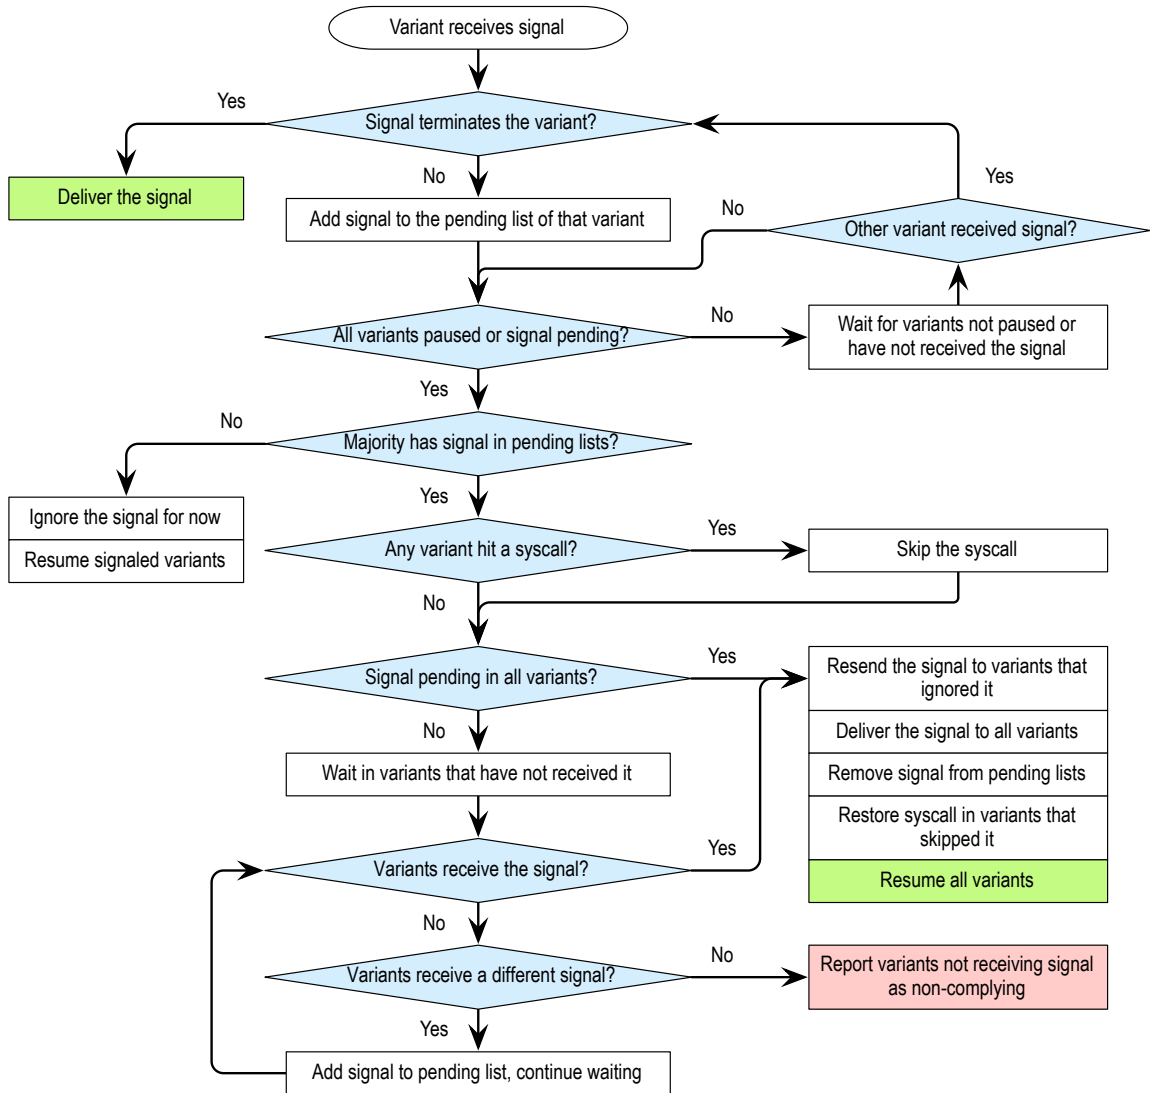 Variant receives signal
Yes
Signal terminates the variant?
Deliver the signal
No
Add signal to the pending list of that variant
Yes
No
Other variant received signal?
All variants paused or signal pending?
No
Wait for variants not paused or
have not received the signal
Yes
No
Majority has signal in pending lists?
Ignore the signal for now
Resume signaled variants
Yes
Any variant hit a syscall?
Yes
Skip the syscall
No
Signal pending in all variants?
Yes
Resend the signal to variants that
ignored it
Deliver the signal to all variants
Remove signal from pending lists
Restore syscall in variants that
skipped it
Resume all variants
No
Wait in variants that have not received it
Variants receive the signal?
Yes
No
Variants receive a different signal?
No
Report variants not receiving signal
as non-complying
Yes
Add signal to pending list, continue waiting